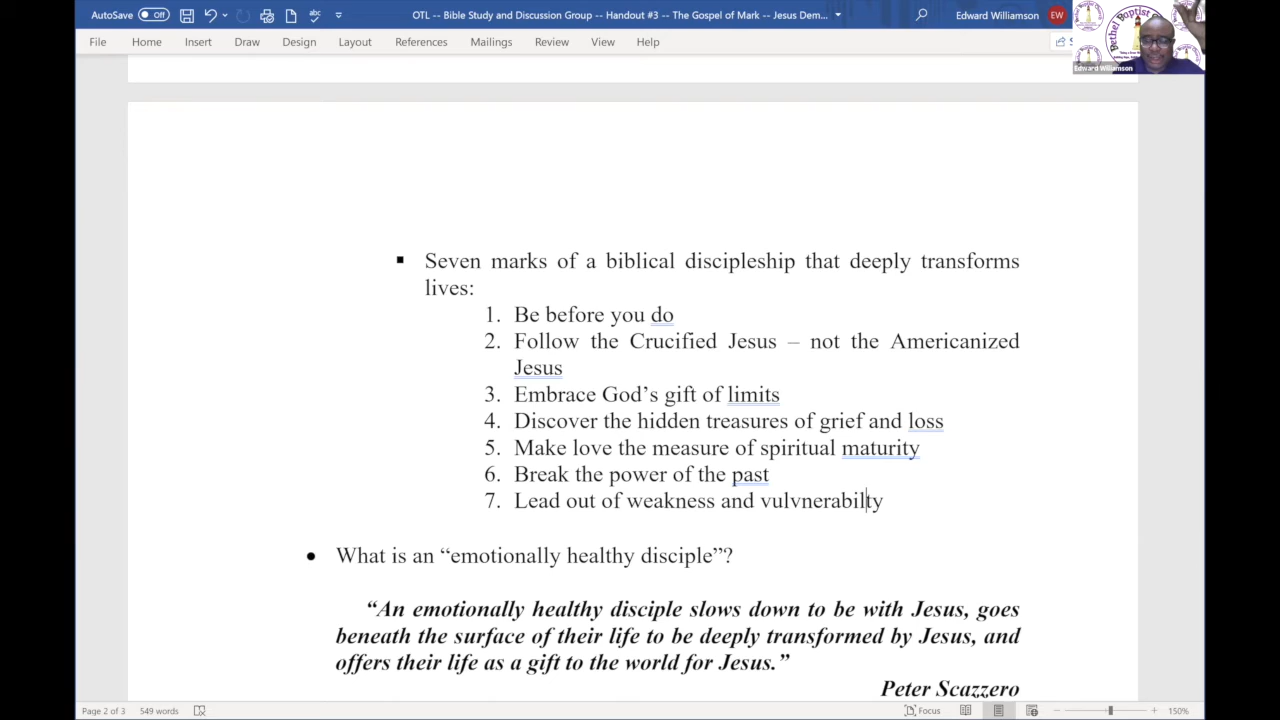 AutoSave Off OTL -- Bible Study and Discussion Group -- Handout #3 -- The Gospel of Mark -- Jesus Dem... Edward Williamson EW
File Home Insert Draw Design Layout References Mailings Review View Help S
Bethel Baptist
Edward Williamson
Seven marks of a biblical discipleship that deeply transforms
lives:
1. Be before you do
2. Follow the Crucified Jesus – not the Americanized
Jesus
3. Embrace God’s gift of limits
4. Discover the hidden treasures of grief and loss
5. Make love the measure of spiritual maturity
6. Break the power of the past
7. Lead out of weakness and vulvnerabilty
What is an “emotionally healthy disciple”?
“An emotionally healthy disciple slows down to be with Jesus, goes
beneath the surface of their life to be deeply transformed by Jesus, and
offers their life as a gift to the world for Jesus.”
Peter Scazzero
Page 2 of 3 549 words Focus 150%